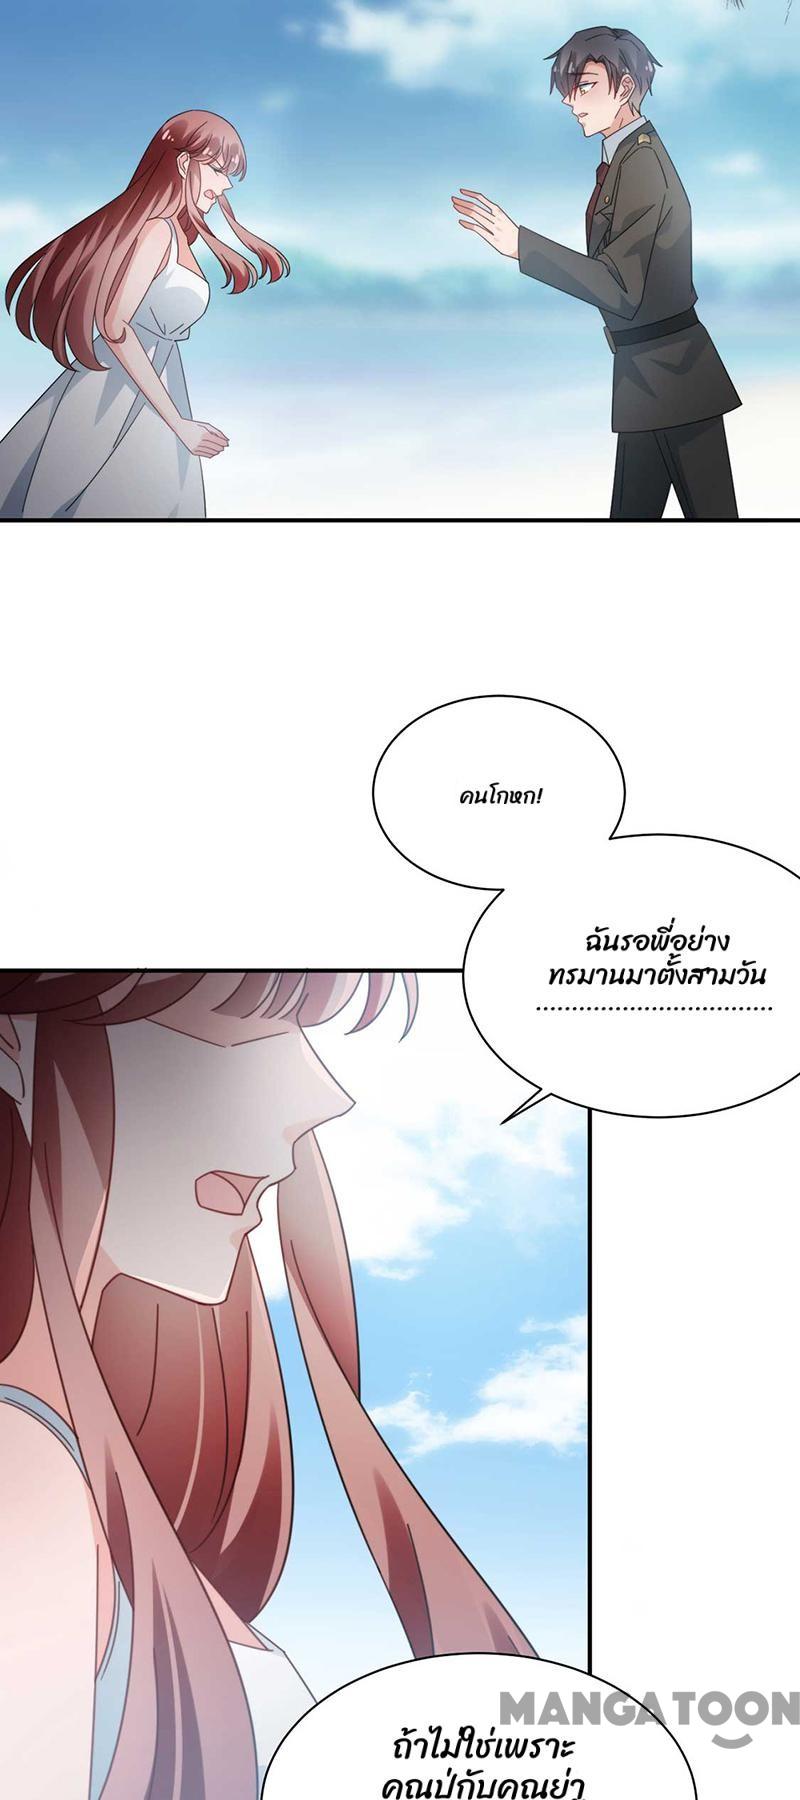 คนโกหก!
ฉันรอพี่อย่าง
ทรมานมาตั้งสามวัน
.................................
MANGATOON
ถ้าไม่ใช่เพราะ
คุณปู่กับคุณย่า